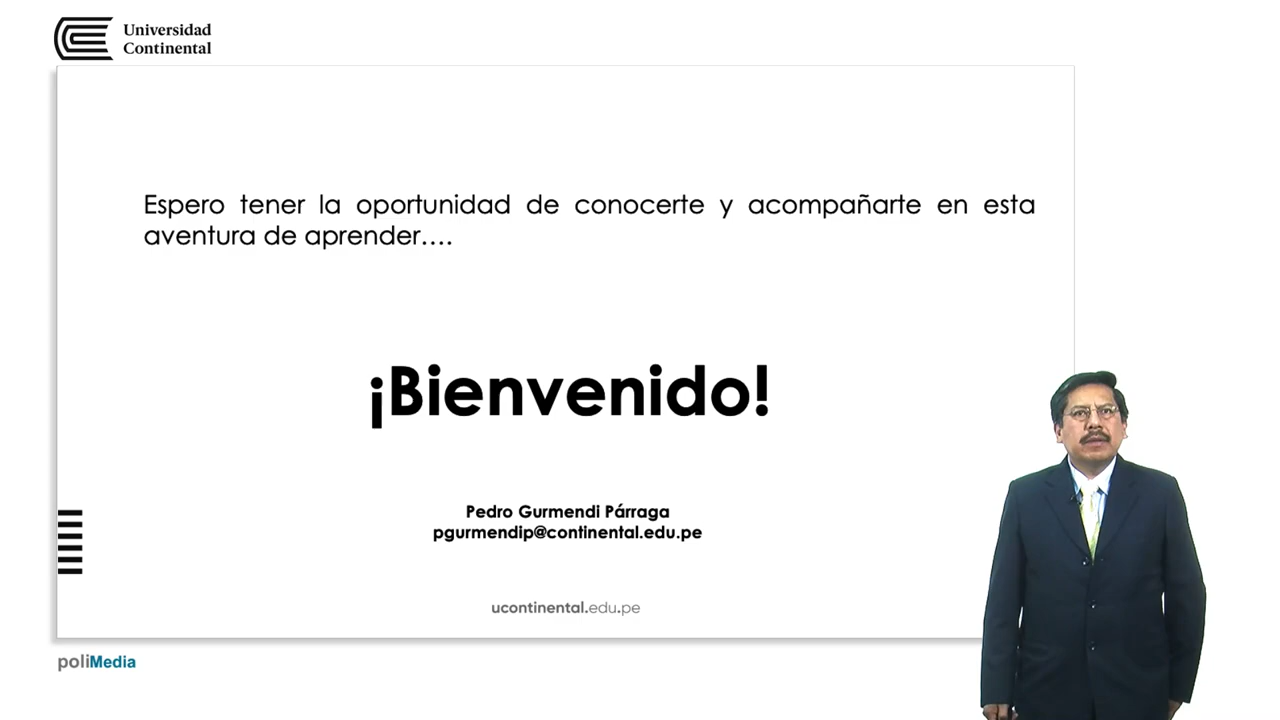 Universidad
Continental
Espero tener la oportunidad de conocerte y acompañarte en esta
aventura de aprender....
¡Bienvenido!
Pedro Gurmendi Párraga
pgurmendip@continental.edu.pe
ucontinental.edu.pe
poliMedia